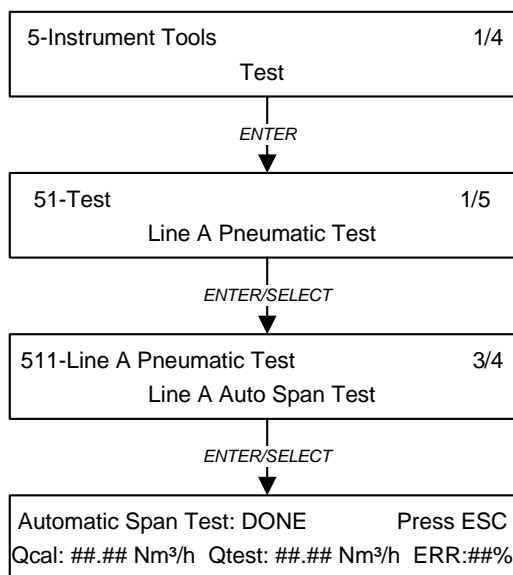 5-Instrument Tools 1/4
Test
ENTER
51-Test 1/5
Line A Pneumatic Test
ENTER/SELECT
511-Line A Pneumatic Test 3/4
Line A Auto Span Test
ENTER/SELECT
Automatic Span Test: DONE Press ESC
Qcal: ##.## Nm³/h Qtest: ##.## Nm³/h ERR:##%